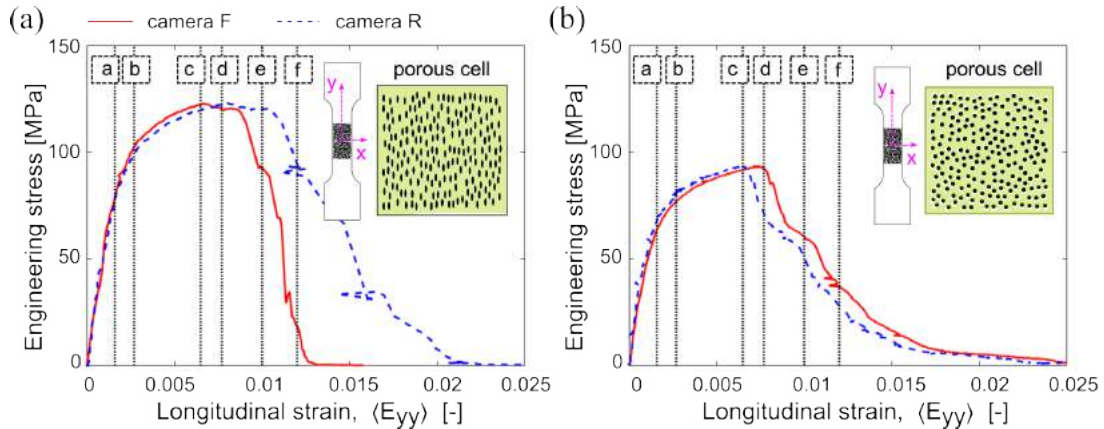 (a) camera F camera R (b)
150 150
a b c d e f porous cell a b c d e f porous cell
y y
100 100
x x
Engineering stress [MPa] Engineering stress [MPa]
50 50
0 0
0 0.005 0.01 0.015 0.02 0.025 0 0.005 0.01 0.015 0.02 0.025
Longitudinal strain, ⟨Eyy⟩ [-] Longitudinal strain, ⟨Eyy⟩ [-]